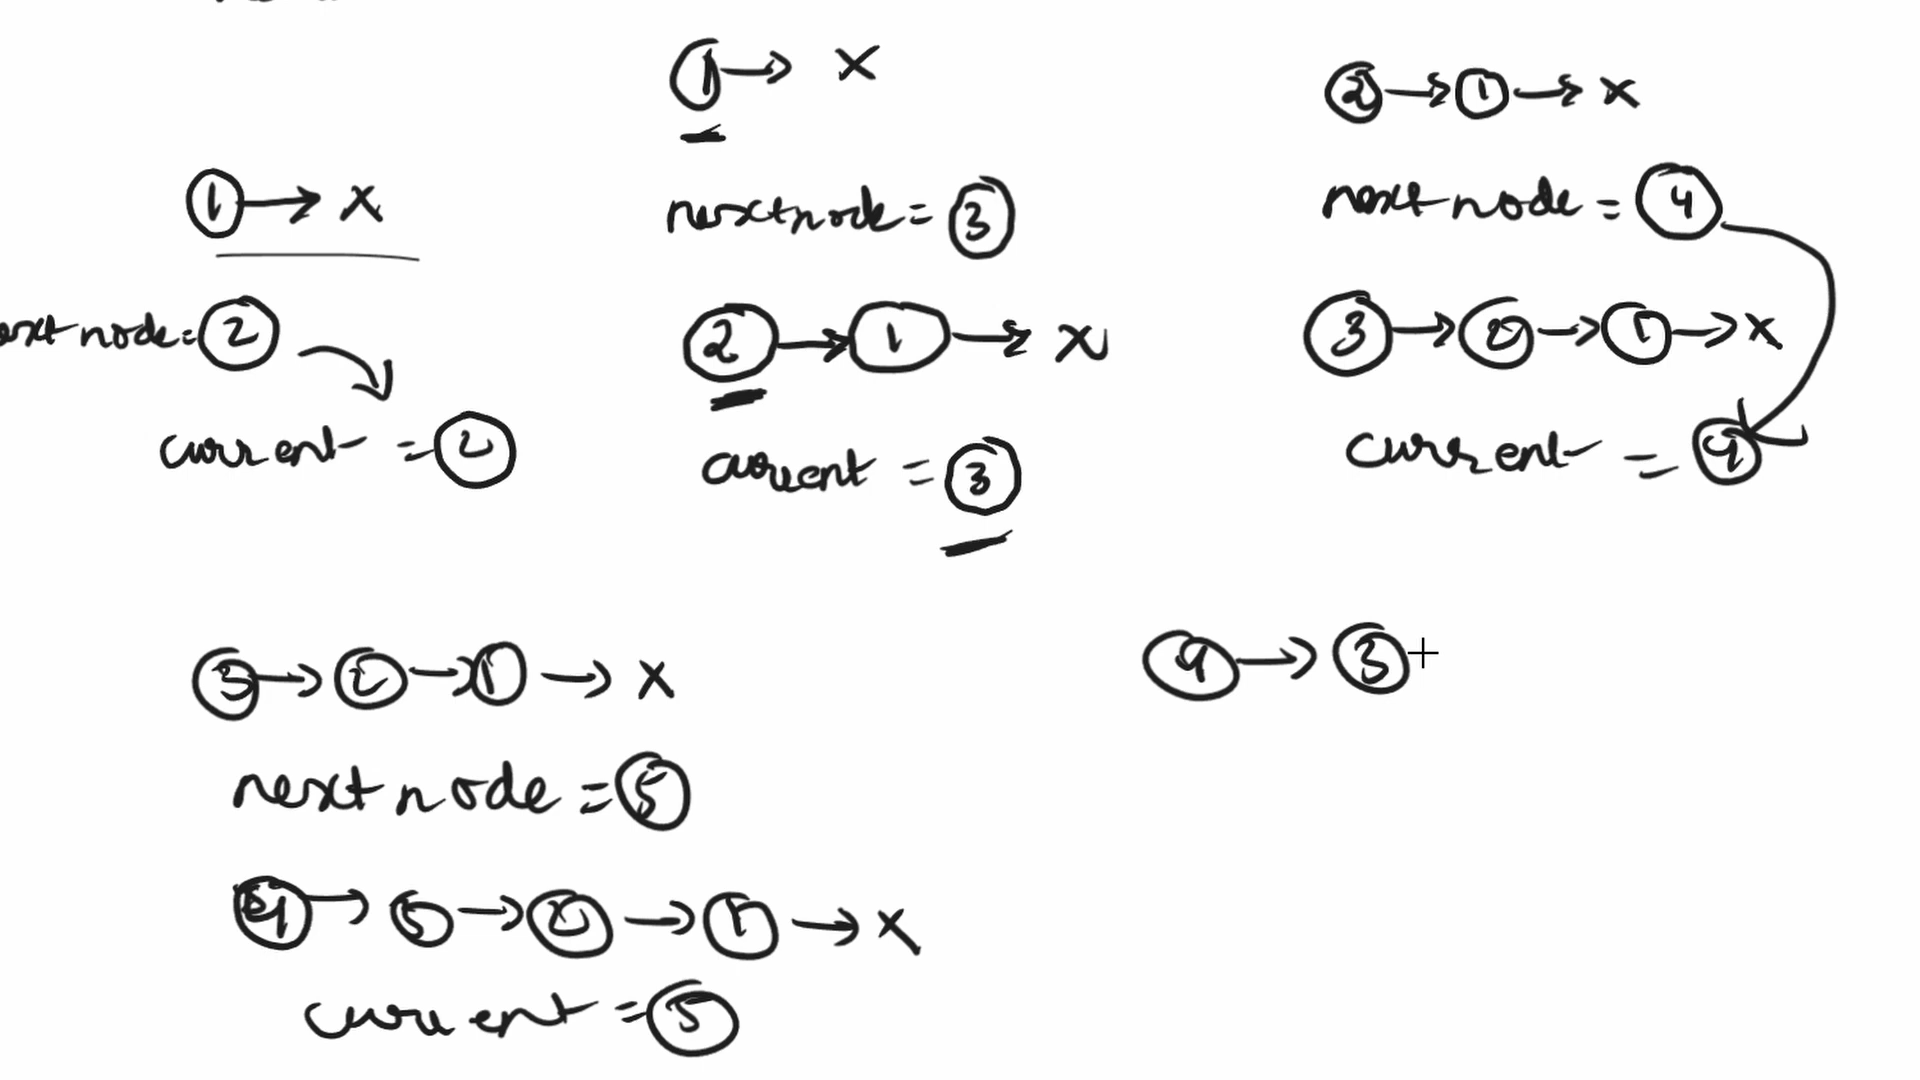 1 → x
next node = 2
current = 2
1 → x
next node = 3
2 → 1 → x
current = 3
2 → 1 → x
next node = 4
3 → 2 → 1 → x
current = 4
3 → 2 → 1 → x
next node = 5
4 → 5 → 2 → 1 → x
current = 5
4 → 3